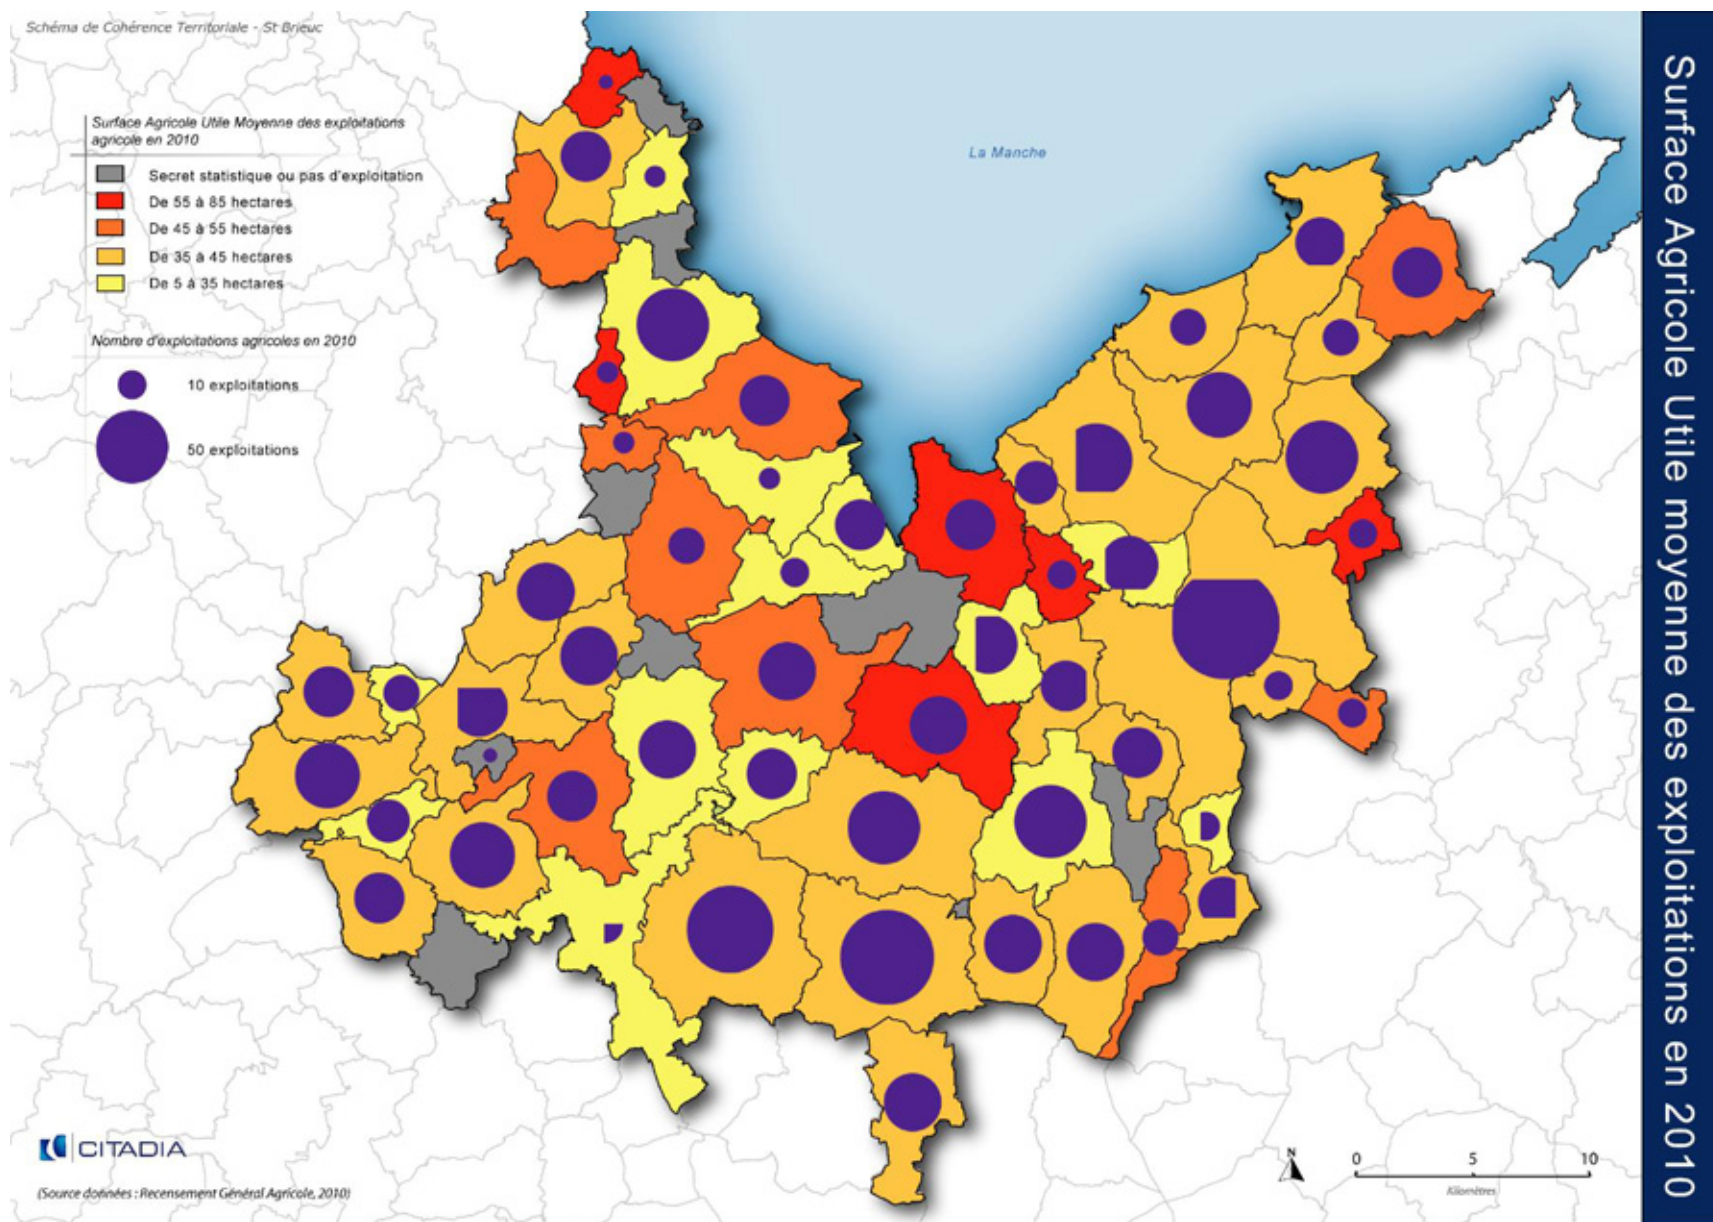 Schéma de Cohérence Territoriale - St Brieuc
Surface Agricole Utile Moyenne des exploitations
agricole en 2010
Secret statistique ou pas d'exploitation
De 55 à 85 hectares
De 45 à 55 hectares
De 35 à 45 hectares
De 5 à 35 hectares
Nombre d'exploitations agricoles en 2010
10 exploitations
50 exploitations
La Manche
Surface Agricole Utile moyenne des exploitations en 2010
CITADIA
(Source données : Recensement Général Agricole, 2010)
N
0 5 10
Kilomètres